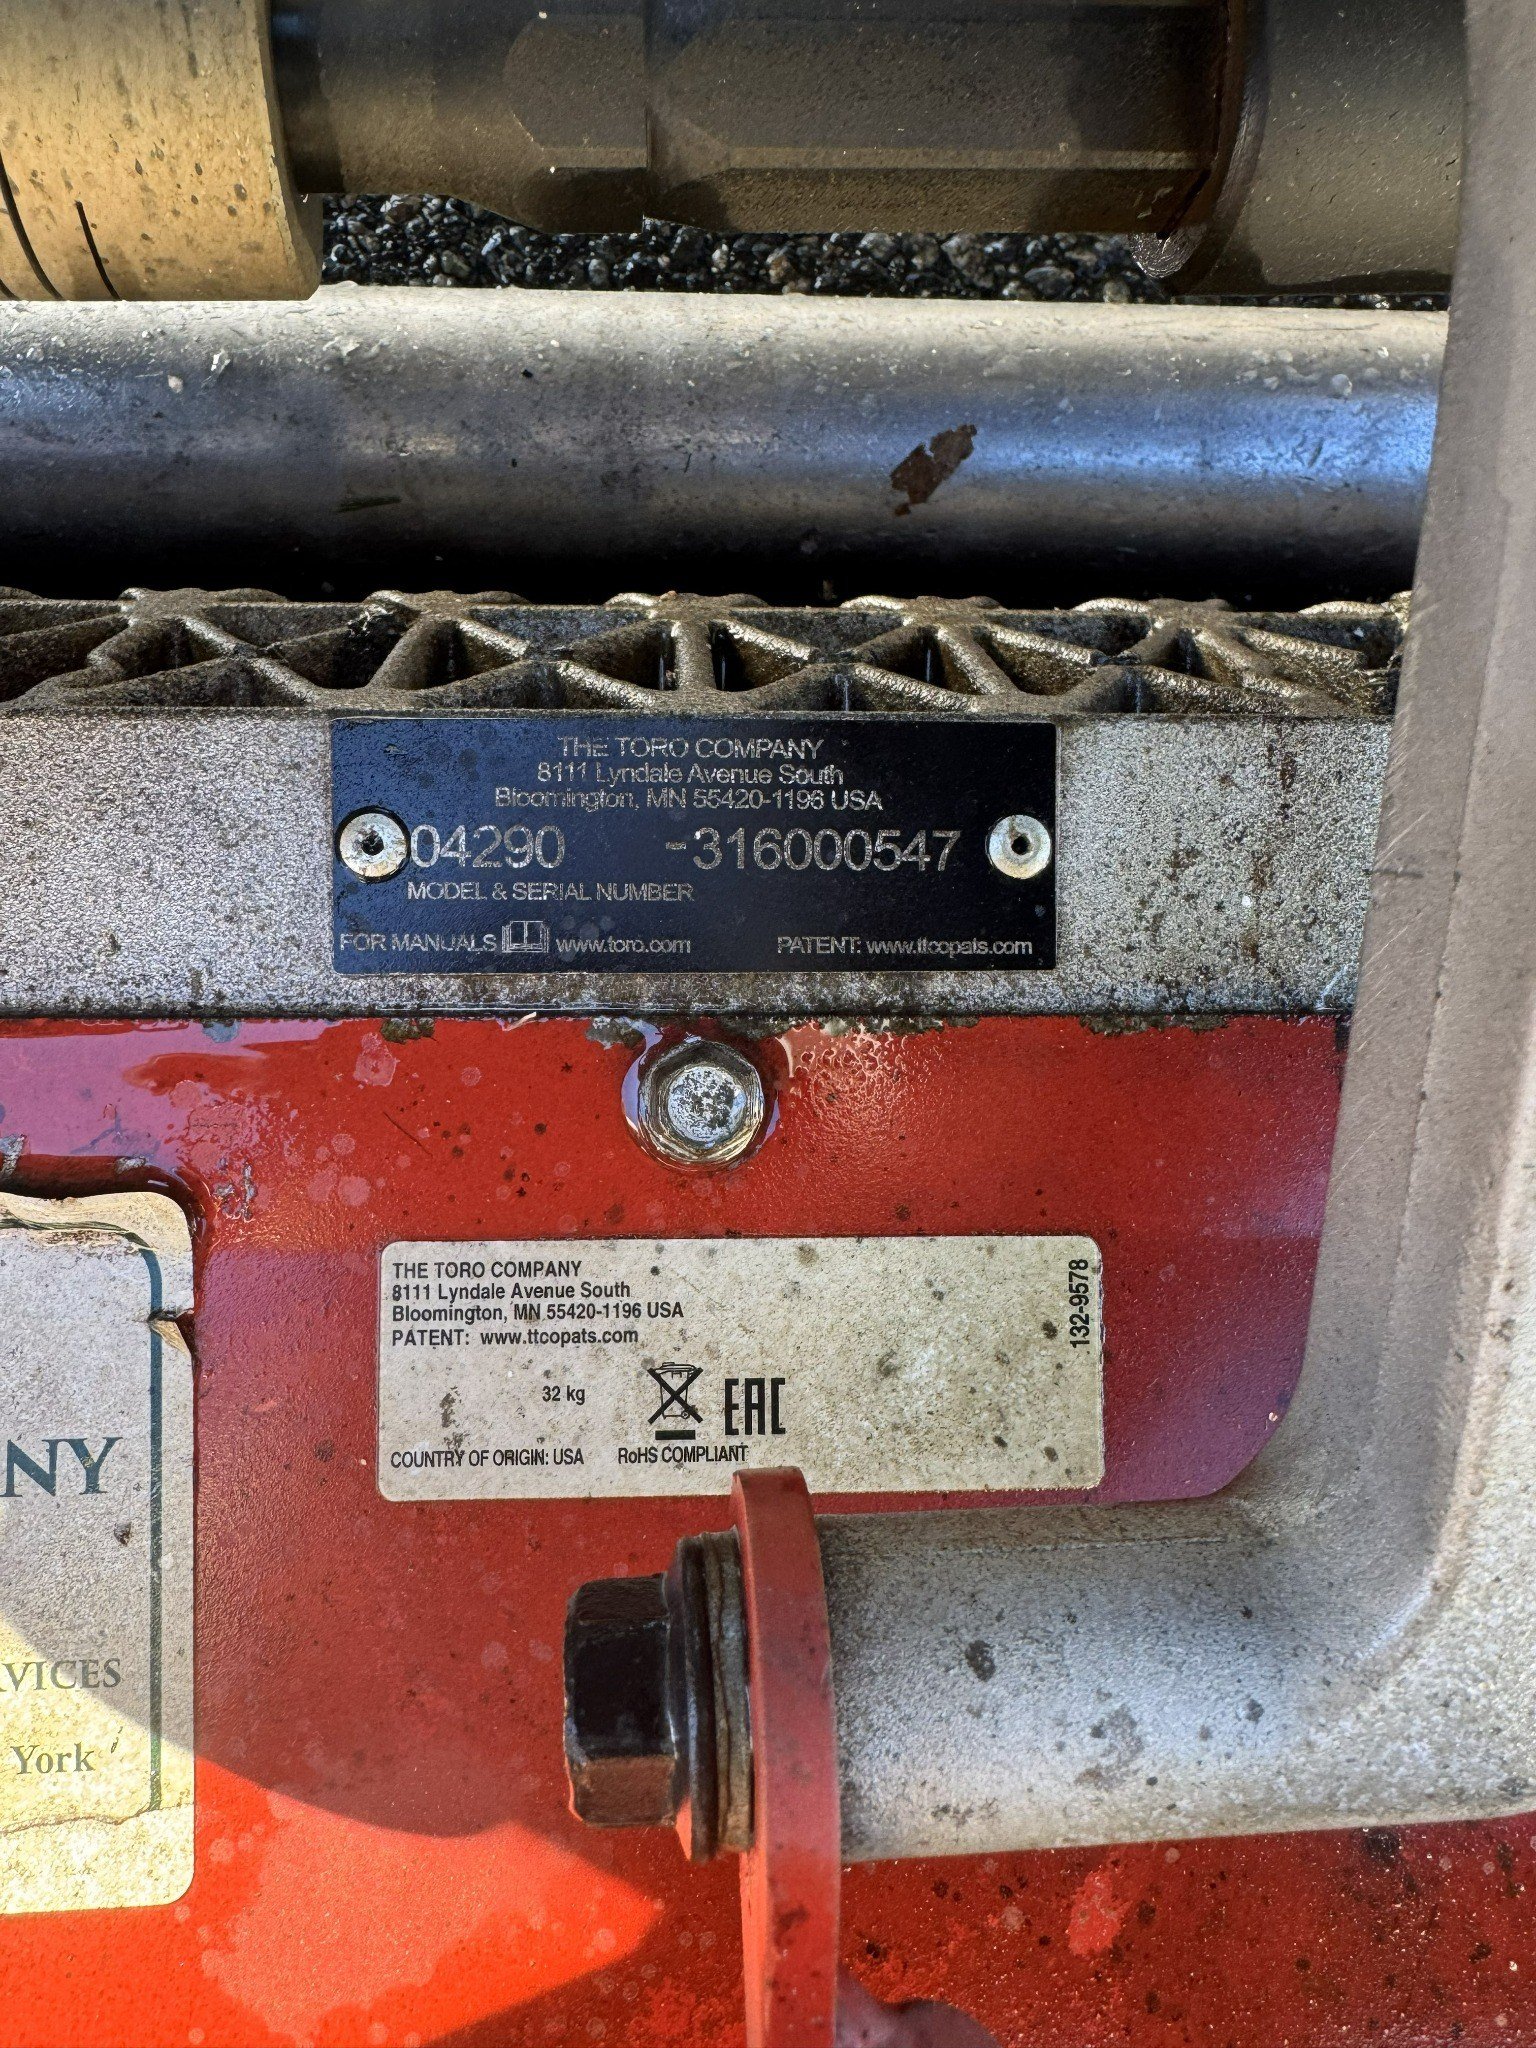 THE TORO COMPANY
8111 Lyndale Avenue South
Bloomington, MN 55420-1196 USA
04290 -316000547
MODEL & SERIAL NUMBER
FOR MANUALS www.toro.com PATENT: www.ttcopats.com
THE TORO COMPANY
8111 Lyndale Avenue South
Bloomington, MN 55420-1196 USA
PATENT: www.ttcopats.com
132-9578
32 kg
EAC
COUNTRY OF ORIGIN: USA RoHS COMPLIANT
NY
VICES
York